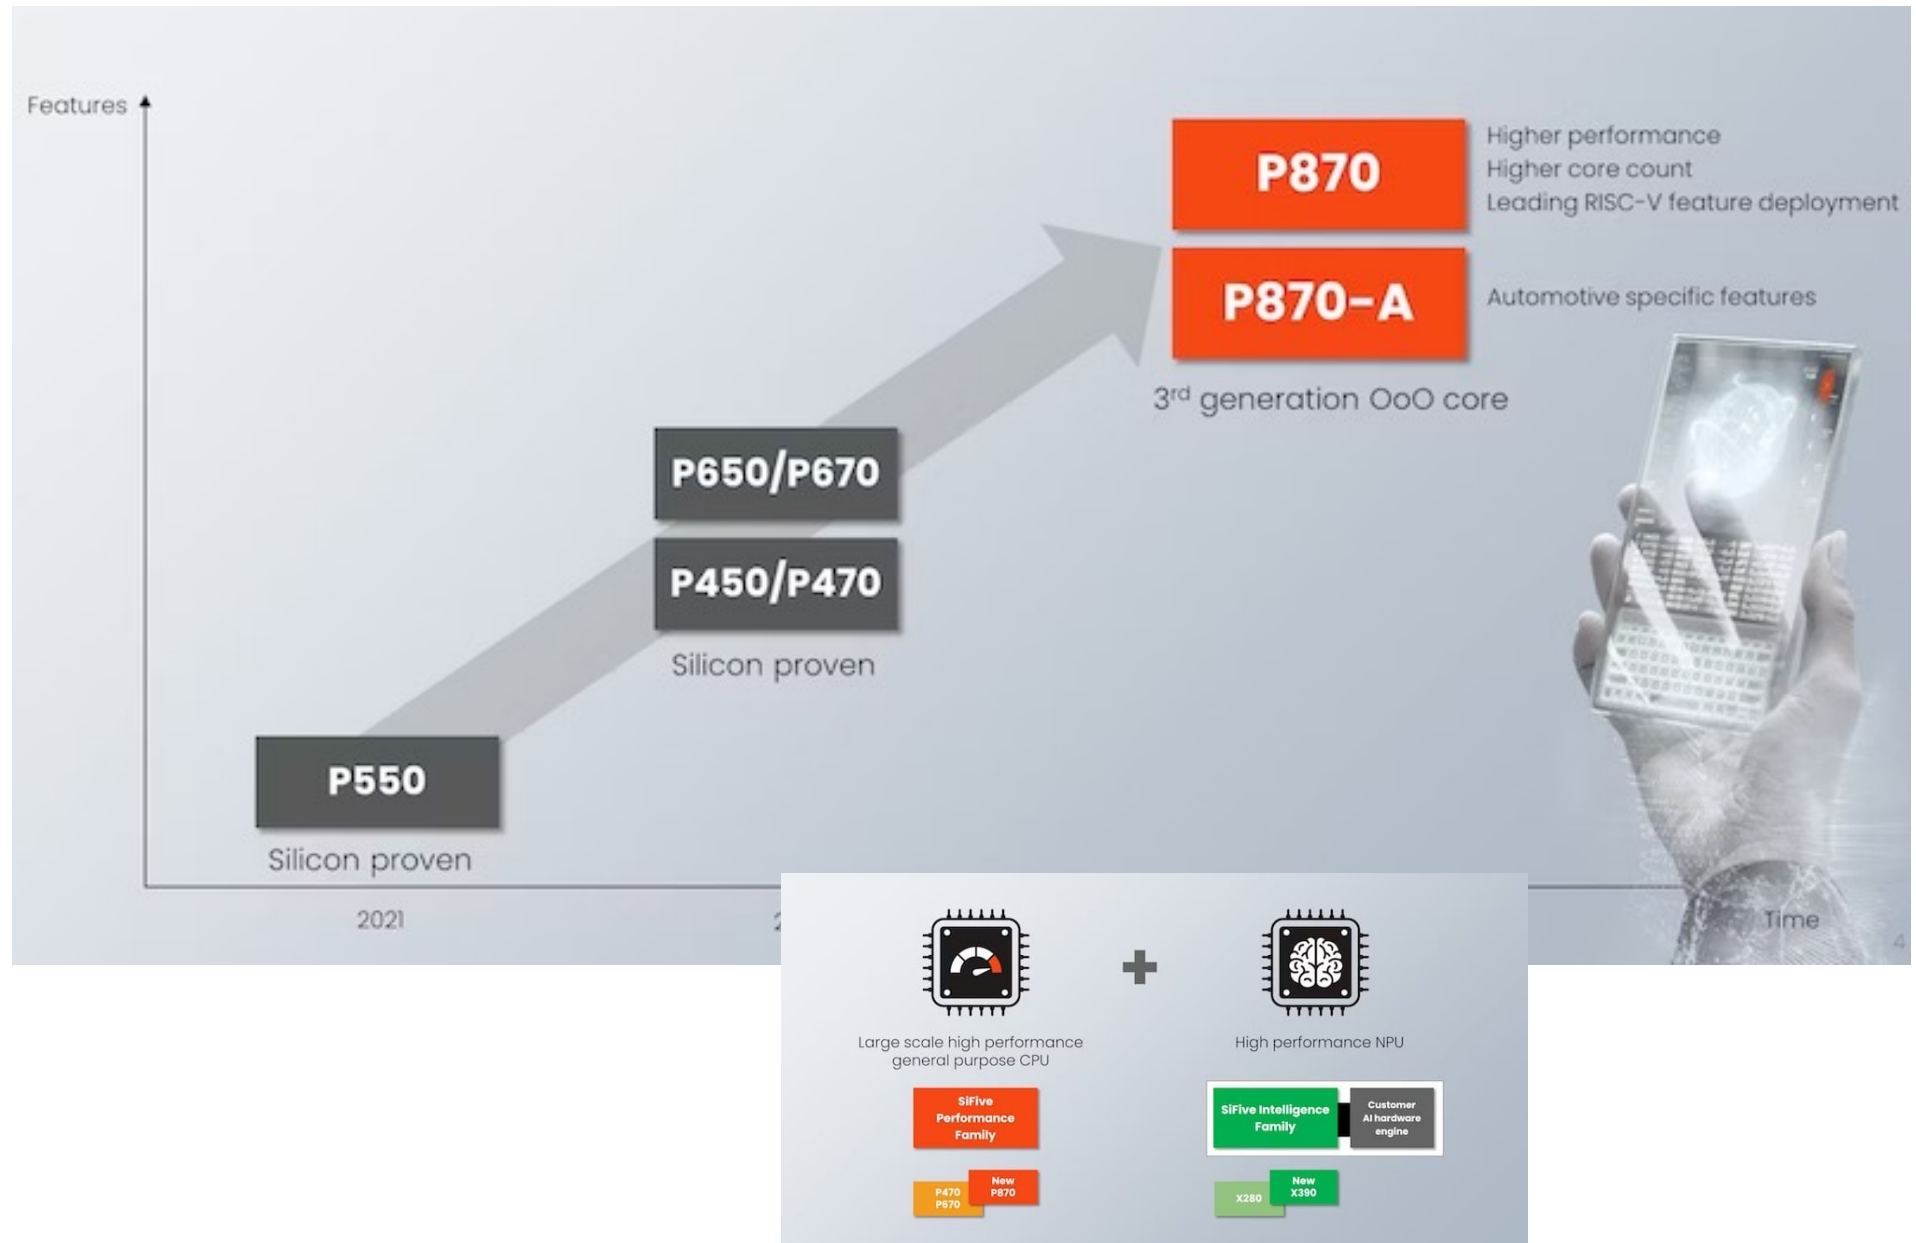 Features
P870
Higher performance
Higher core count
Leading RISC-V feature deployment
P870-A
Automotive specific features
3rd generation OoO core
P650/P670
P450/P470
Silicon proven
P550
Silicon proven
2021
Time
4
Large scale high performance
general purpose CPU
High performance NPU
SiFive
Performance
Family
SiFive Intelligence
Family
Customer
AI hardware
engine
P470
P670
New
P870
X280
New
X390